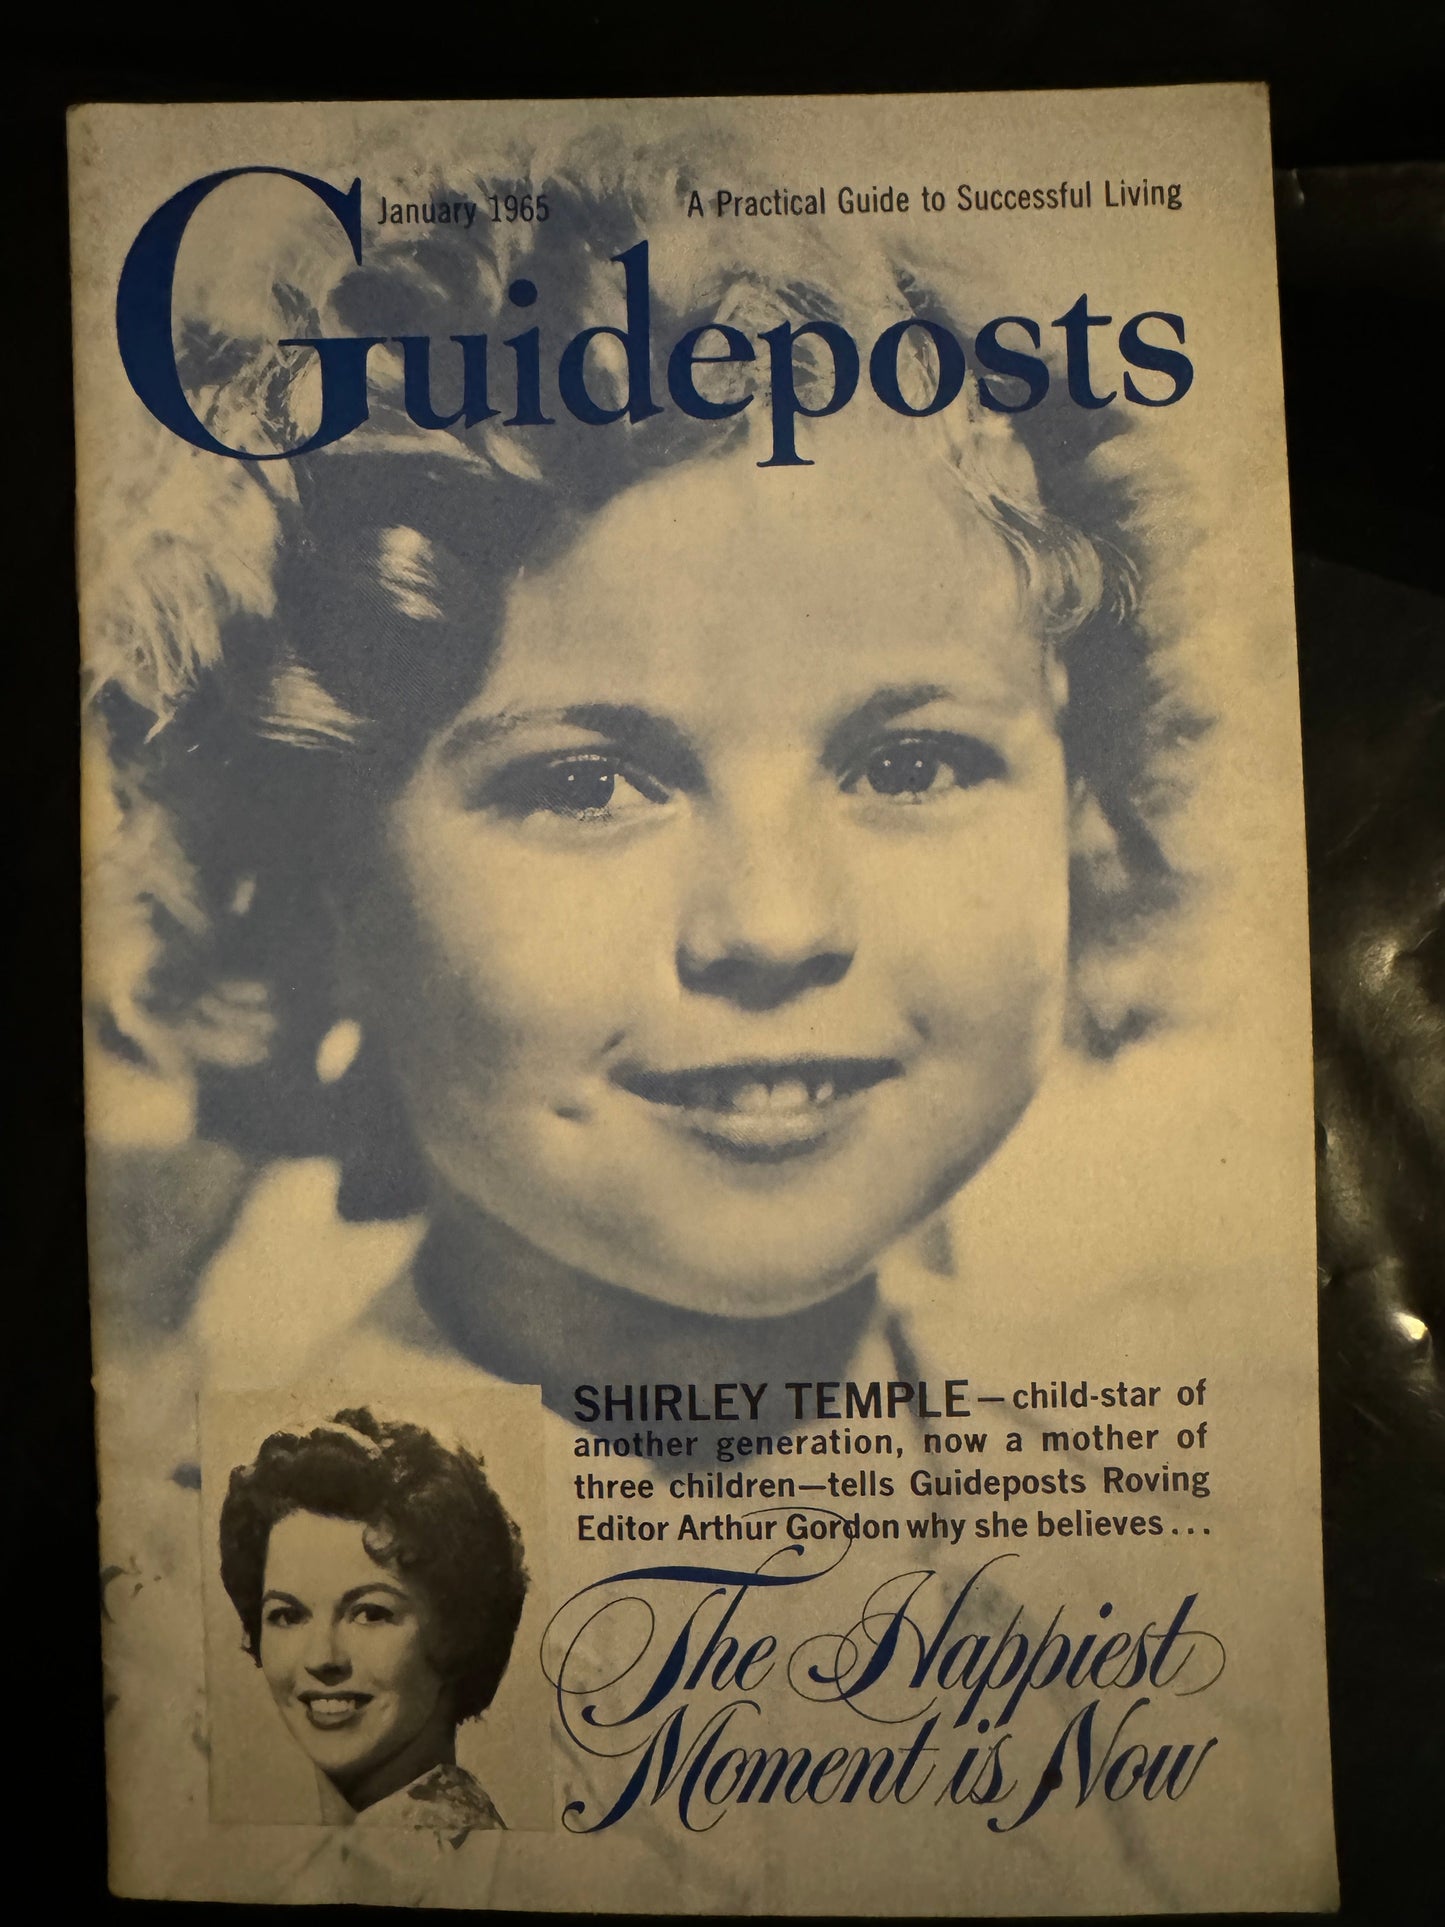 January 1965
A Practical Guide to Successful Living
Guideposts
SHIRLEY TEMPLE—child-star of
another generation, now a mother of
three children—tells Guideposts Roving
Editor Arthur Gordon why she believes...
The Happiest
Moment is Now